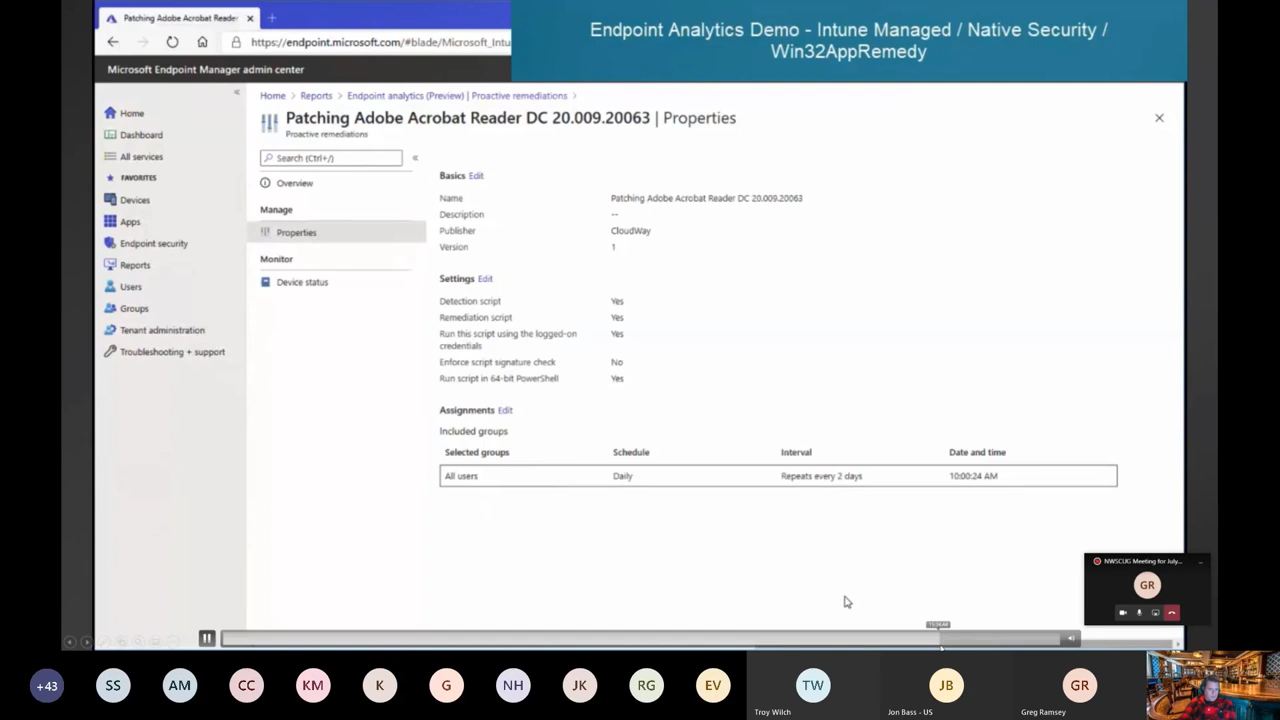 Patching Adobe Acrobat Reader
Endpoint Analytics Demo - Intune Managed / Native Security /
Win32AppRemedy
https://endpoint.microsoft.com/#blade/Microsoft_Intu
Microsoft Endpoint Manager admin center
Home > Reports > Endpoint analytics (Preview) | Proactive remediations >
Patching Adobe Acrobat Reader DC 20.009.20063 | Properties
Proactive remediations
Home
Dashboard
All services
FAVORITES
Devices
Apps
Endpoint security
Reports
Users
Groups
Tenant administration
Troubleshooting + support
Search (Ctrl+/)
Overview
Manage
Properties
Monitor
Device status
Basics Edit
Name Patching Adobe Acrobat Reader DC 20.009.20063
Description --
Publisher CloudWay
Version 1
Settings Edit
Detection script Yes
Remediation script Yes
Run this script using the logged-on Yes
credentials
Enforce script signature check No
Run script in 64-bit PowerShell Yes
Assignments Edit
Included groups
Selected groups Schedule Interval Date and time
All users Daily Repeats every 2 days 10:00:24 AM
NWSCUG Meeting for July...
GR
+43 SS AM CC KM K G NH JK RG EV TW JB GR
Troy Wilch Jon Bass - US Greg Ramsey